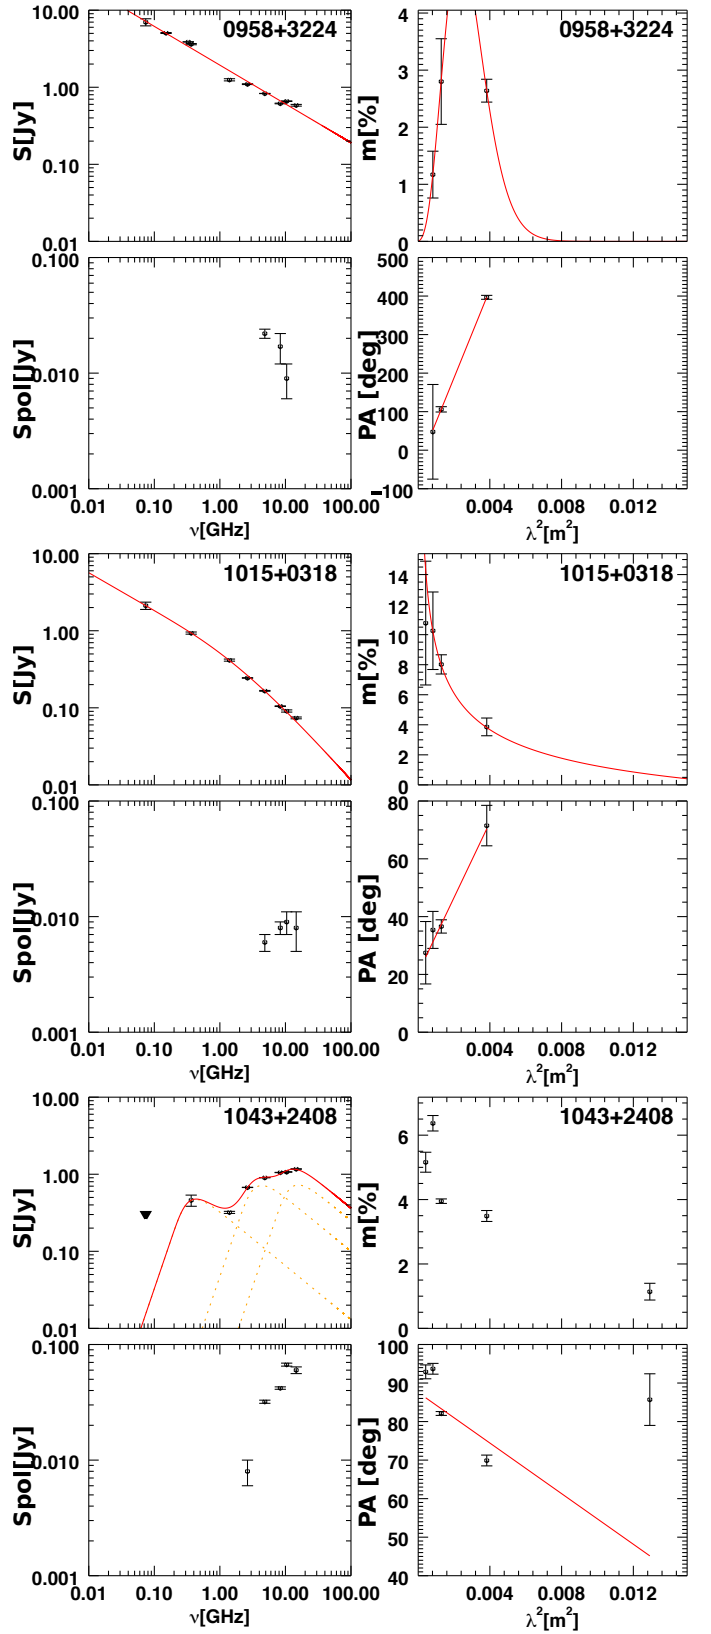 10.00
1.00
0.10
0.01
S[Jy]
0958+3224
4
3
2
1
0
m[%]
0958+3224
0.100
0.010
0.001
Spol[Jy]
0.01 0.10 1.00 10.00 100.00
ν[GHz]
500
400
300
200
100
0
-100
PA [deg]
0.004 0.008 0.012
λ²[m²]
10.00
1.00
0.10
0.01
S[Jy]
1015+0318
14
12
10
8
6
4
2
0
m[%]
1015+0318
0.100
0.010
0.001
Spol[Jy]
0.01 0.10 1.00 10.00 100.00
ν[GHz]
80
60
40
20
0
PA [deg]
0.004 0.008 0.012
λ²[m²]
10.00
1.00
0.10
0.01
S[Jy]
1043+2408
6
4
2
0
m[%]
1043+2408
0.100
0.010
0.001
Spol[Jy]
0.01 0.10 1.00 10.00 100.00
ν[GHz]
100
90
80
70
60
50
40
PA [deg]
0.004 0.008 0.012
λ²[m²]